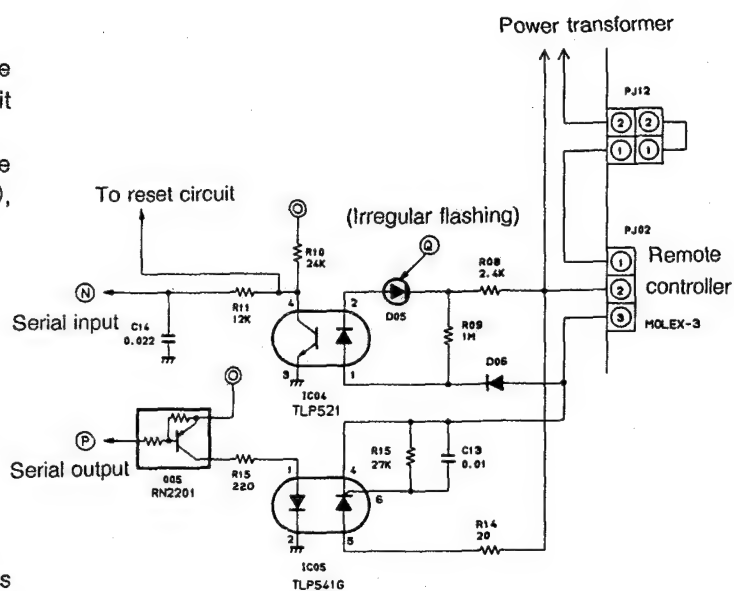 Power transformer
e
it
PJ12
2 2
1 1
e
),
To reset circuit
(Irregular flashing)
Q
PJ02
R10
24K
R08
2.4K
1 Remote
2 controller
3 MOLEX-3
N
R11
12K
4
2
D05
Serial input
C14
0.022
R09
1M
D06
3
1
IC04
TLP521
P
Serial output
005
RN2201
R15
220
1
4
6
R15
27K
C13
0.01
2
5
R14
20
IC05
TLP541G
s